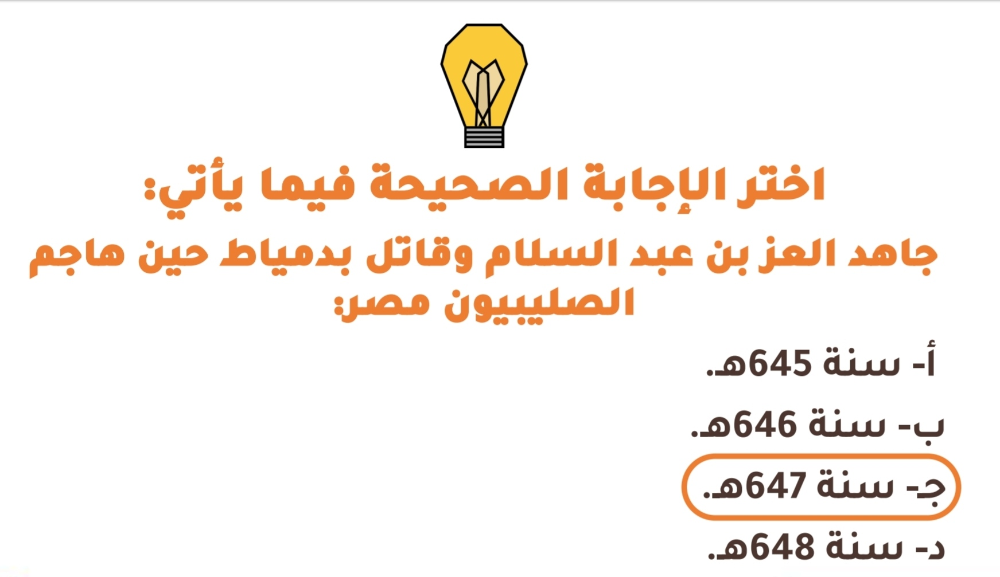 اختر الإجابة الصحيحة فيما يأتي:
جاهد العز بن عبد السلام وقاتل بدمياط حين هاجم
الصليبيون مصر:
أ- سنة 645هـ.
ب- سنة 646هـ.
جـ- سنة 647هـ.
د- سنة 648هـ.